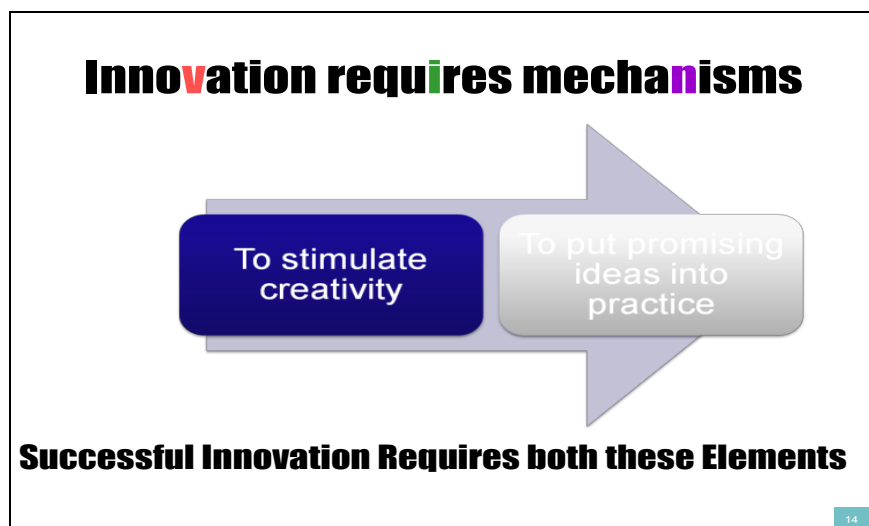 Innovation requires mechanisms
To stimulate
creativity
To put promising
ideas into
practice
Successful Innovation Requires both these Elements
14